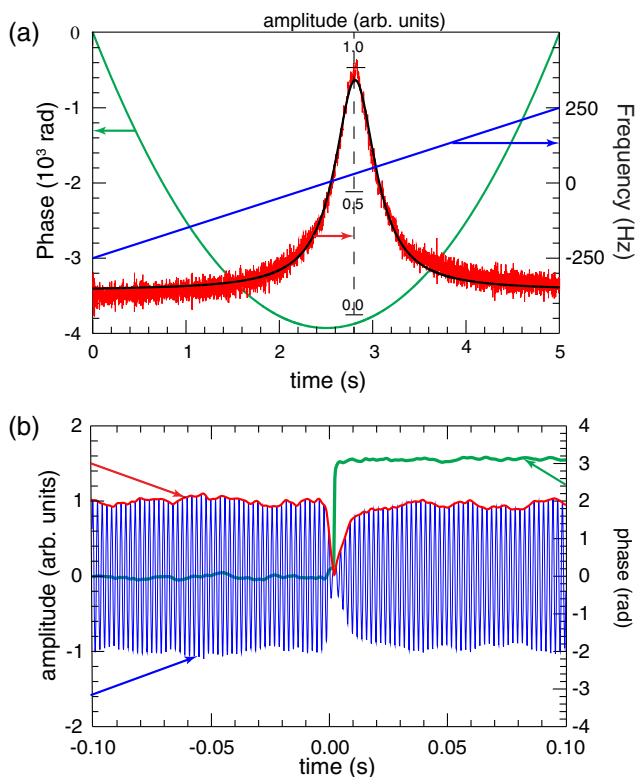 (a)
amplitude (arb. units)
0
-1
-2
-3
-4
Phase (10³ rad)
1.0
0.5
0.0
250
0
-250
Frequency (Hz)
0 1 2 3 4 5
time (s)
(b)
2
1
0
-1
-2
amplitude (arb. units)
4
3
2
1
0
-1
-2
-3
-4
phase (rad)
-0.10 -0.05 0.00 0.05 0.10
time (s)